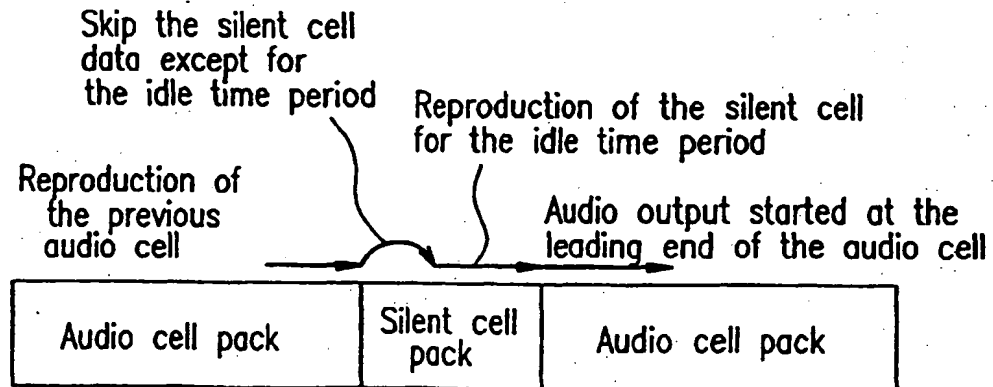 Skip the silent cell
data except for
the idle time period
Reproduction of the silent cell
for the idle time period
Reproduction of
the previous
audio cell
Audio output started at the
leading end of the audio cell
Audio cell pack
Silent cell
pack
Audio cell pack